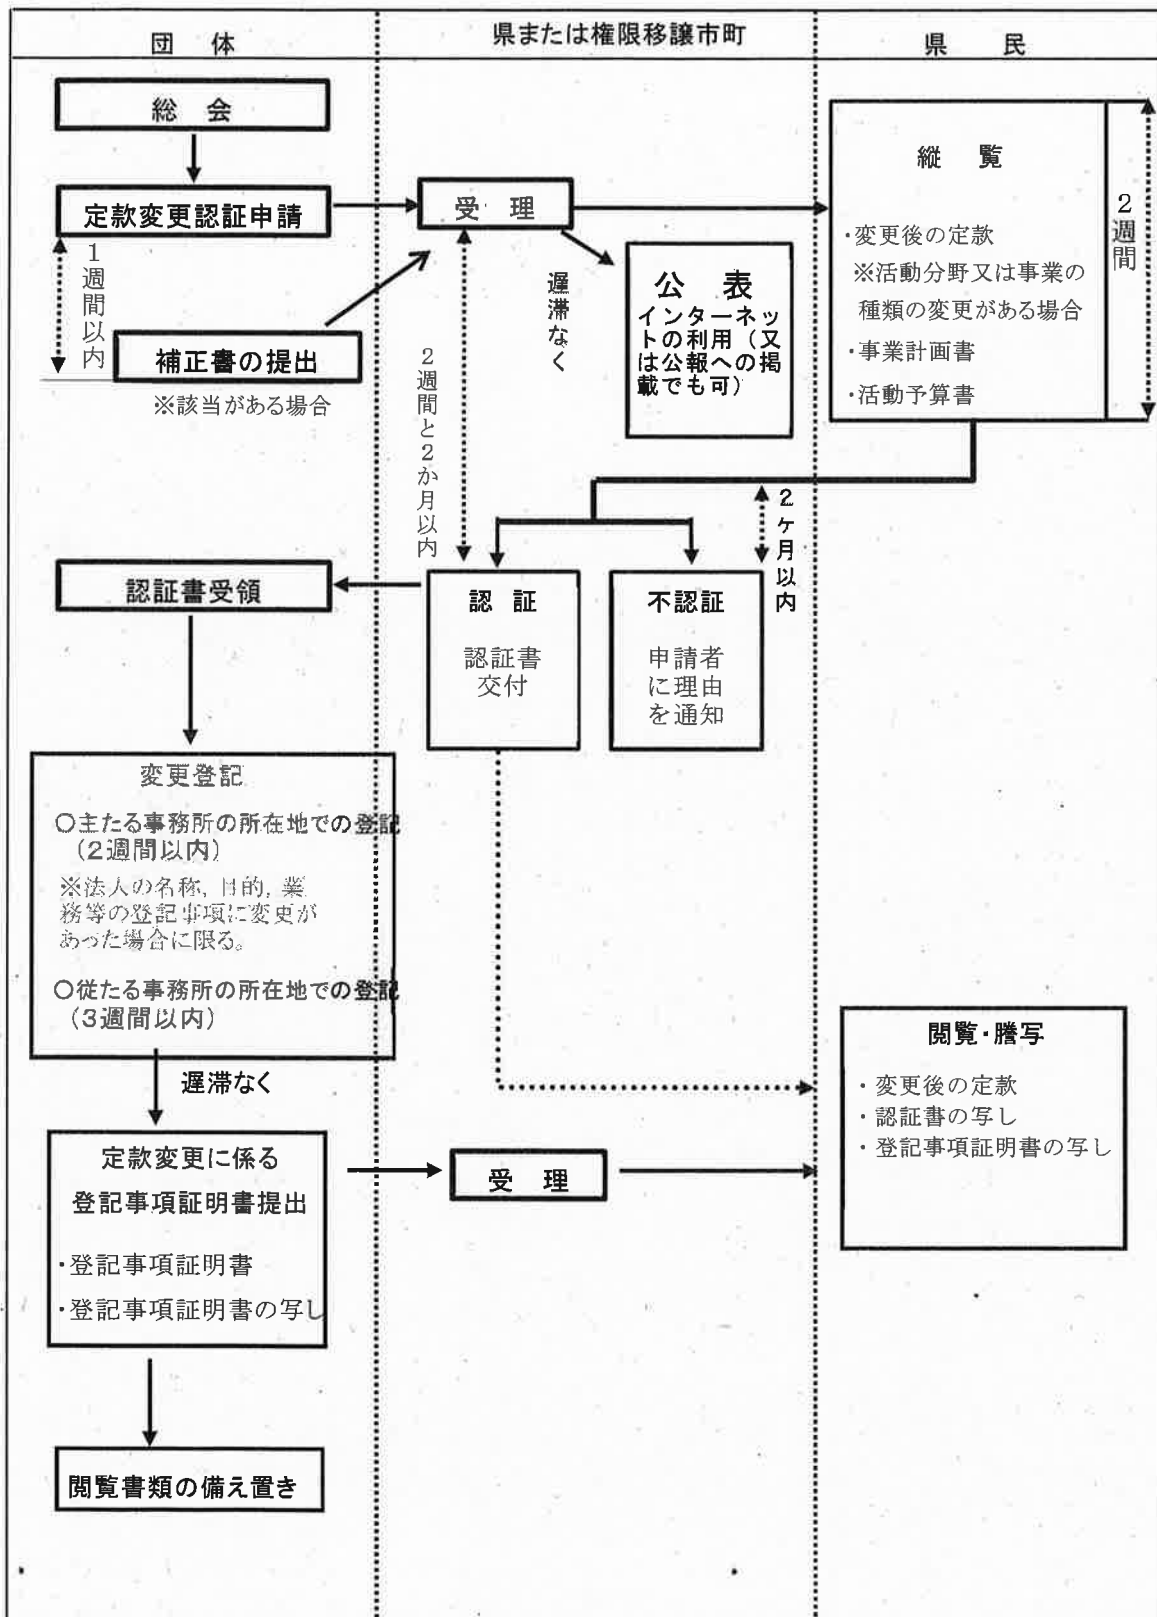 団　体
県または権限移譲市町
県　民
総　会
定款変更認証申請
受　理
縦　覧
・変更後の定款
※活動分野又は事業の
種類の変更がある場合
・事業計画書
・活動予算書
2週間
1週間以内
補正書の提出
※該当がある場合
遅滞なく
公　表
インターネッ
トの利用（又
は公報への掲
載でも可）
2週間と2か月以内
2ヶ月以内
認証書受領
認　証
認証書
交付
不認証
申請者
に理由
を通知
変更登記
○主たる事務所の所在地での登記
（2週間以内）
※法人の名称，目的，業
務等の登記事項に変更が
あった場合に限る。
○従たる事務所の所在地での登記
（3週間以内）
遅滞なく
定款変更に係る
登記事項証明書提出
・登記事項証明書
・登記事項証明書の写し
受　理
閲覧・謄写
・変更後の定款
・認証書の写し
・登記事項証明書の写し
閲覧書類の備え置き